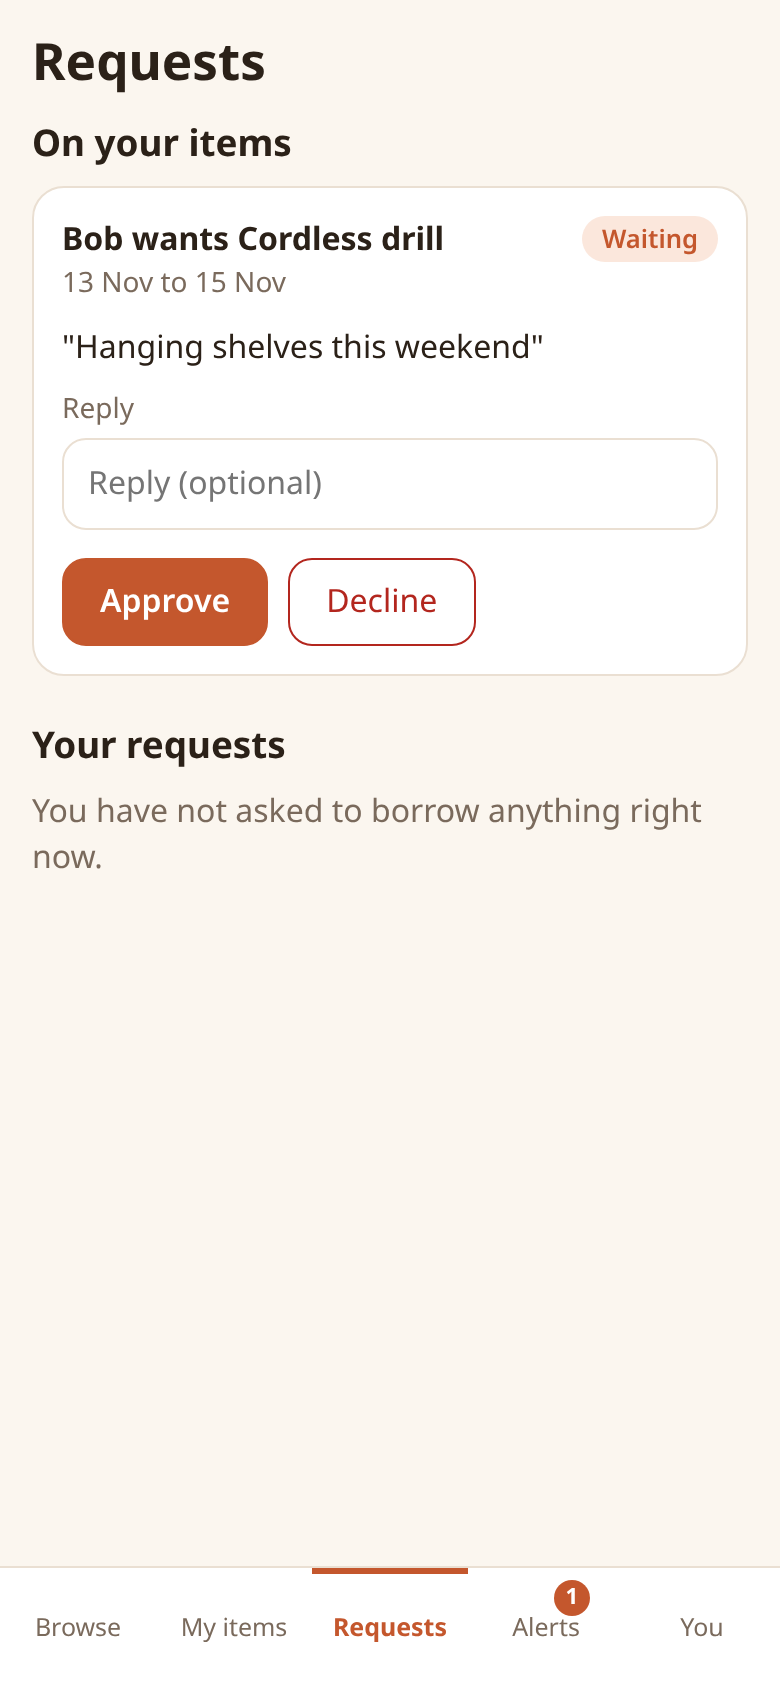 Requests
On your items
Bob wants Cordless drill
Waiting
13 Nov to 15 Nov
"Hanging shelves this weekend"
Reply
Reply (optional)
Approve
Decline
Your requests
You have not asked to borrow anything right
now.
Browse
My items
Requests
1
Alerts
You